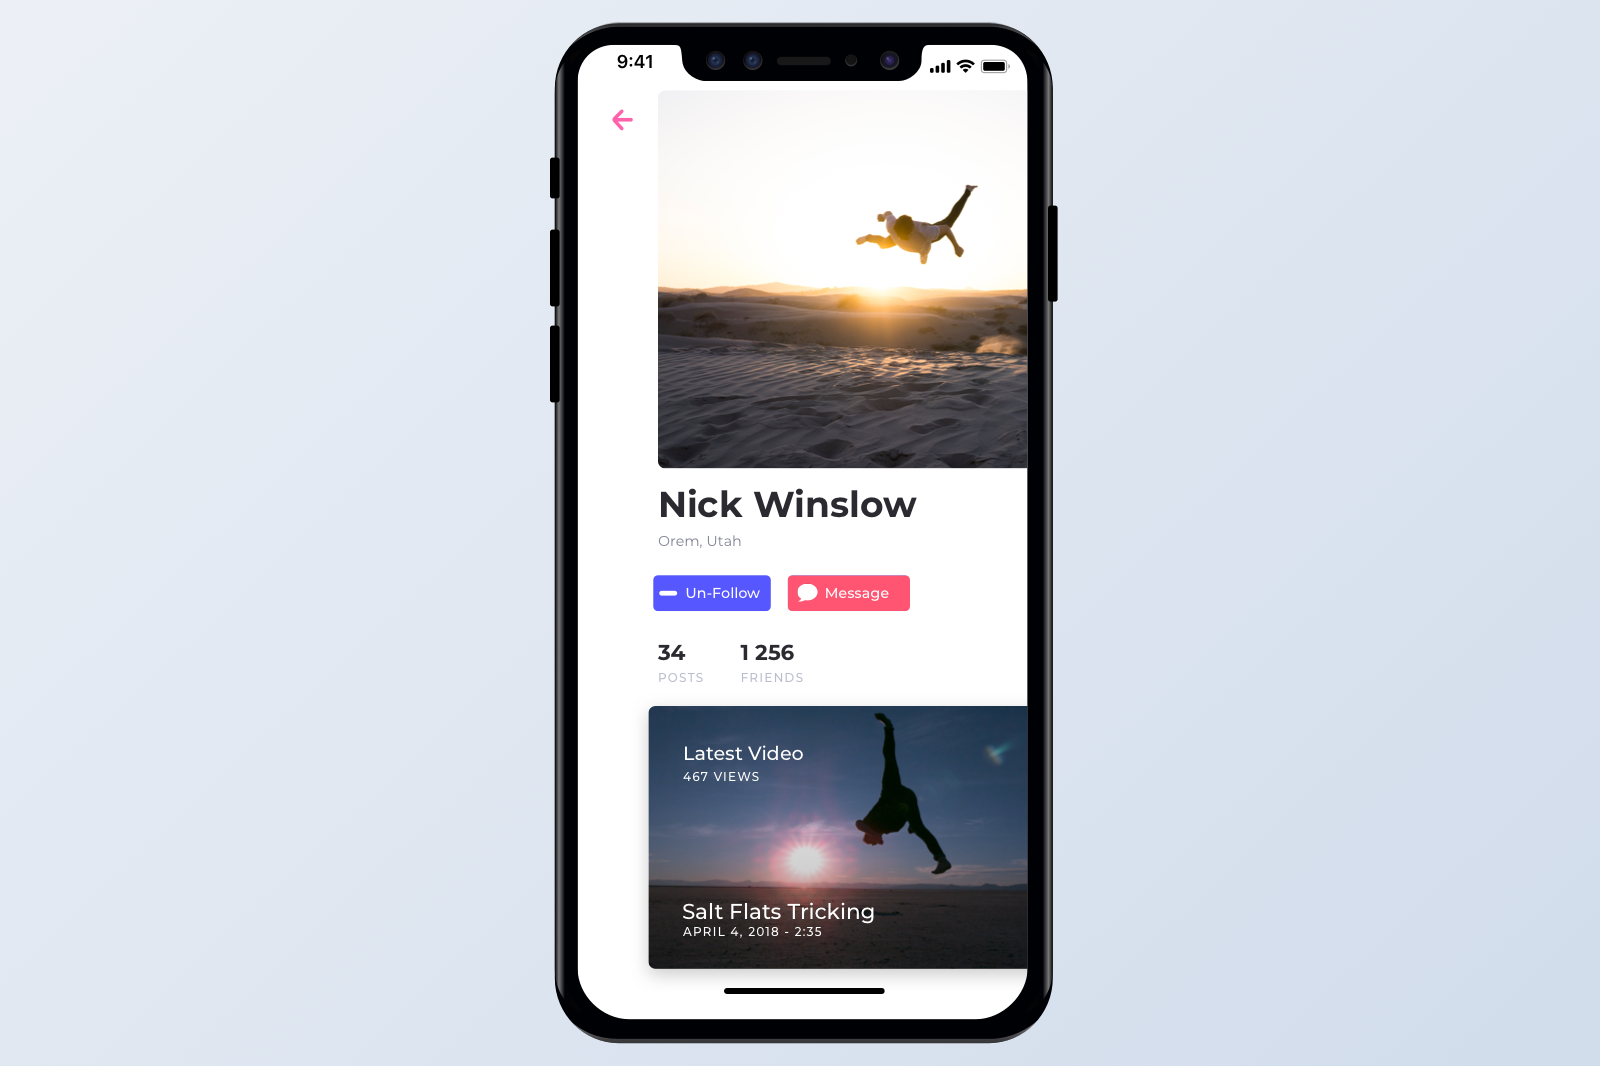 9:41
Nick Winslow
Orem, Utah
Un-Follow Message
34 1 256
POSTS FRIENDS
Latest Video
467 VIEWS
Salt Flats Tricking
APRIL 4, 2018 - 2:35